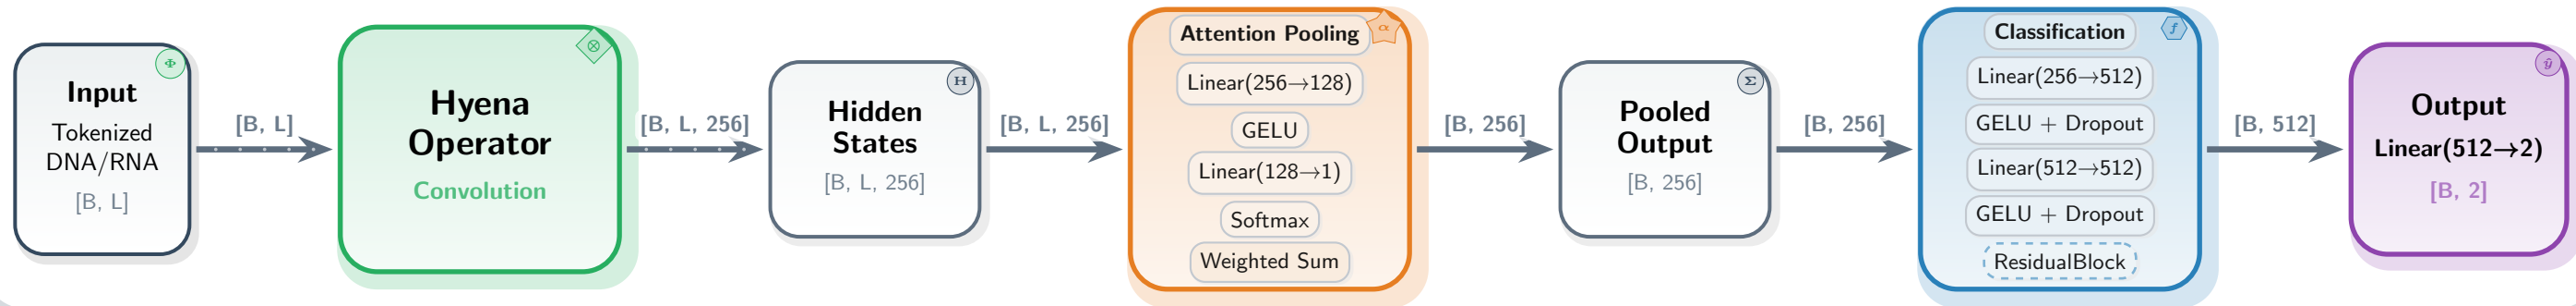 Input
Tokenized
DNA/RNA
[B, L]
Φ
[B, L]
Hyena
Operator
Convolution
⊗
[B, L, 256]
Hidden
States
[B, L, 256]
H
[B, L, 256]
Attention Pooling
α
Linear(256→128)
GELU
Linear(128→1)
Softmax
Weighted Sum
[B, 256]
Pooled
Output
[B, 256]
Σ
[B, 256]
Classification
f
Linear(256→512)
GELU + Dropout
Linear(512→512)
GELU + Dropout
ResidualBlock
[B, 512]
Output
Linear(512→2)
[B, 2]
ŷ